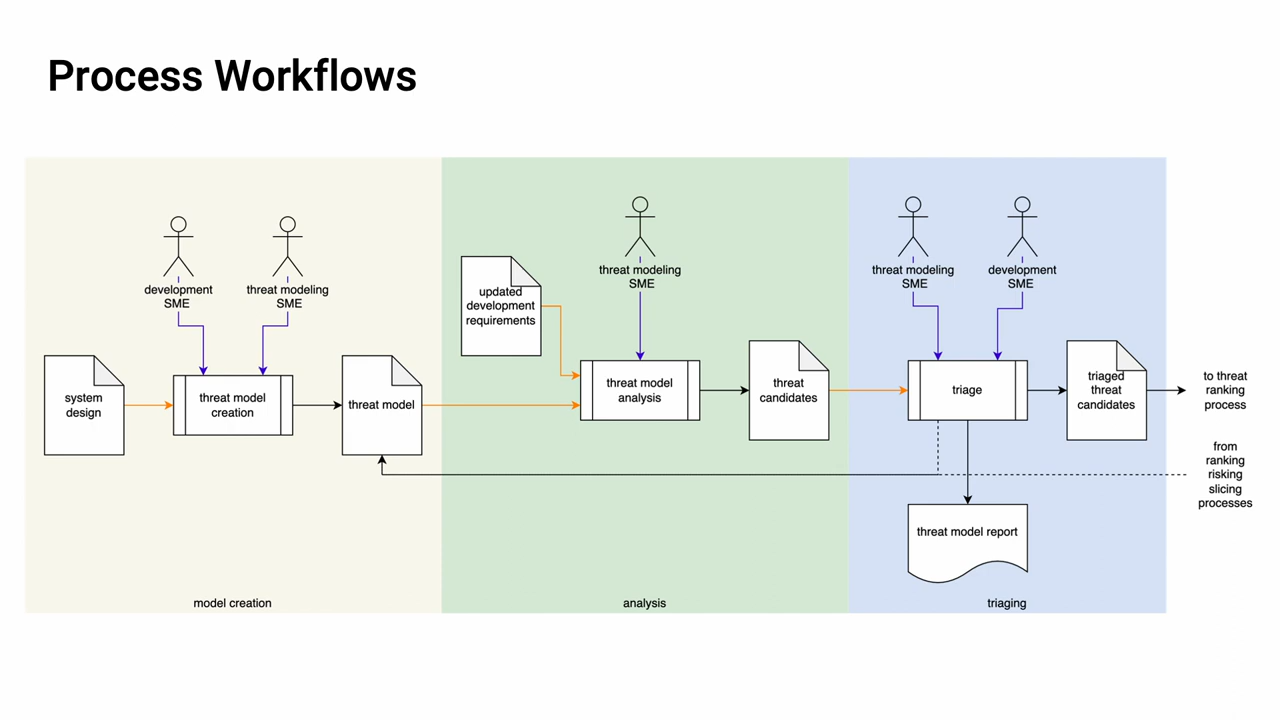 Process Workflows
development
SME
threat modeling
SME
system
design
threat model
creation
threat model
model creation
updated
development
requirements
threat modeling
SME
threat model
analysis
threat
candidates
analysis
threat modeling
SME
development
SME
triage
triaged
threat
candidates
threat model report
triaging
to threat
ranking
process
from
ranking
risking
slicing
processes